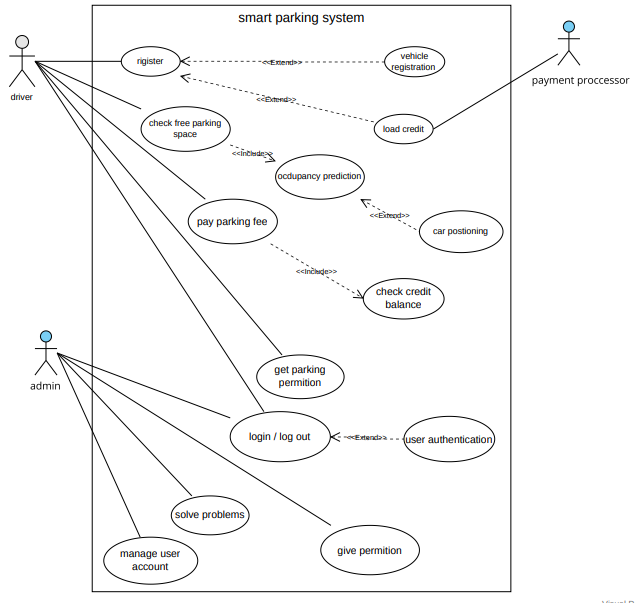 smart parking system
rigister
<<Extend>>
vehicle
registration
driver
payment proccessor
<<Extend>>
check free parking
space
load credit
<<Include>>
ocdupancy prediction
pay parking fee
<<Extend>>
car postioning
<<Include>>
check credit
balance
admin
get parking
permition
login / log out
<<Extend>>
user authentication
solve problems
manage user
account
give permition